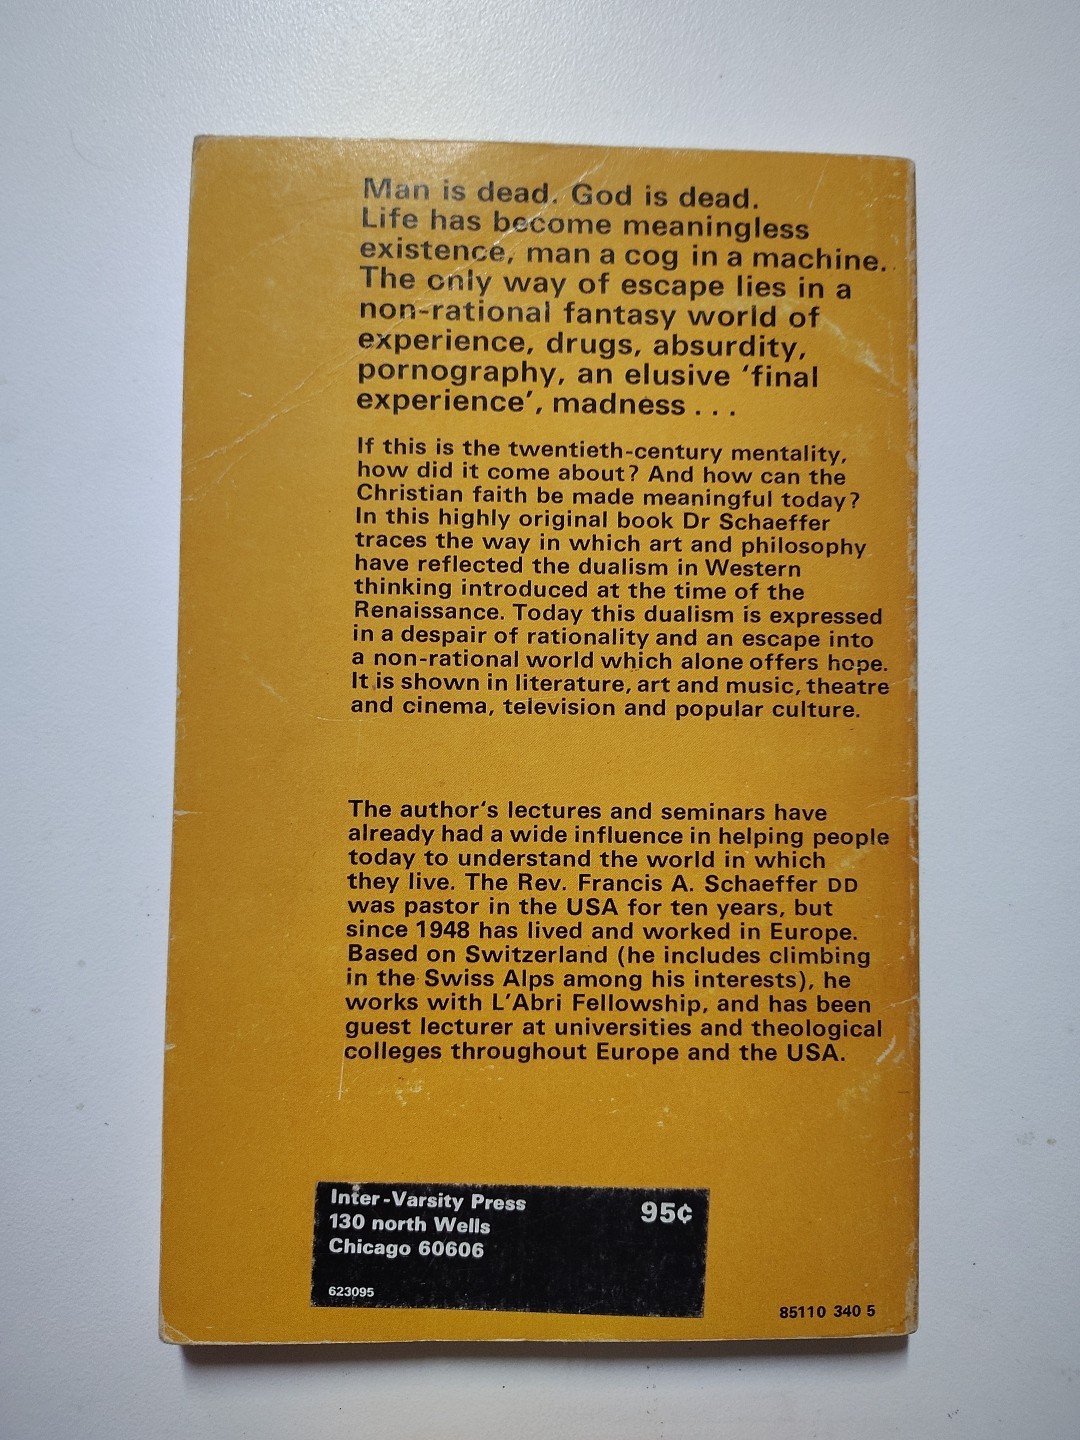 Man is dead. God is dead.
Life has become meaningless
existence, man a cog in a machine.
The only way of escape lies in a
non-rational fantasy world of
experience, drugs, absurdity,
pornography, an elusive ‘final
experience’, madness . . .
If this is the twentieth-century mentality,
how did it come about? And how can the
Christian faith be made meaningful today?
In this highly original book Dr Schaeffer
traces the way in which art and philosophy
have reflected the dualism in Western
thinking introduced at the time of the
Renaissance. Today this dualism is expressed
in a despair of rationality and an escape into
a non-rational world which alone offers hope.
It is shown in literature, art and music, theatre
and cinema, television and popular culture.
The author‘s lectures and seminars have
already had a wide influence in helping people
today to understand the world in which
they live. The Rev. Francis A. Schaeffer DD
was pastor in the USA for ten years, but
since 1948 has lived and worked in Europe.
Based on Switzerland (he includes climbing
in the Swiss Alps among his interests), he
works with L’Abri Fellowship, and has been
guest lecturer at universities and theological
colleges throughout Europe and the USA.
Inter-Varsity Press 95¢
130 north Wells
Chicago 60606
623095
85110 340 5